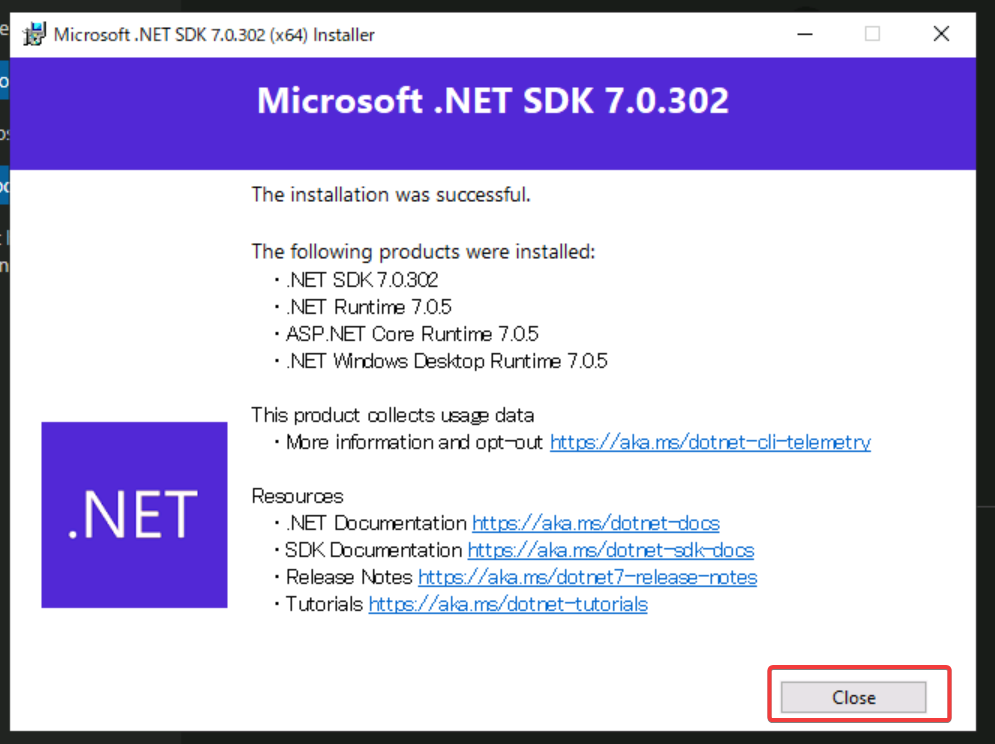 Microsoft .NET SDK 7.0.302 (x64) Installer
Microsoft .NET SDK 7.0.302
The installation was successful.
The following products were installed:
・.NET SDK 7.0.302
・.NET Runtime 7.0.5
・ASP.NET Core Runtime 7.0.5
・.NET Windows Desktop Runtime 7.0.5
This product collects usage data
・More information and opt-out https://aka.ms/dotnet-cli-telemetry
.NET
Resources
・.NET Documentation https://aka.ms/dotnet-docs
・SDK Documentation https://aka.ms/dotnet-sdk-docs
・Release Notes https://aka.ms/dotnet7-release-notes
・Tutorials https://aka.ms/dotnet-tutorials
Close